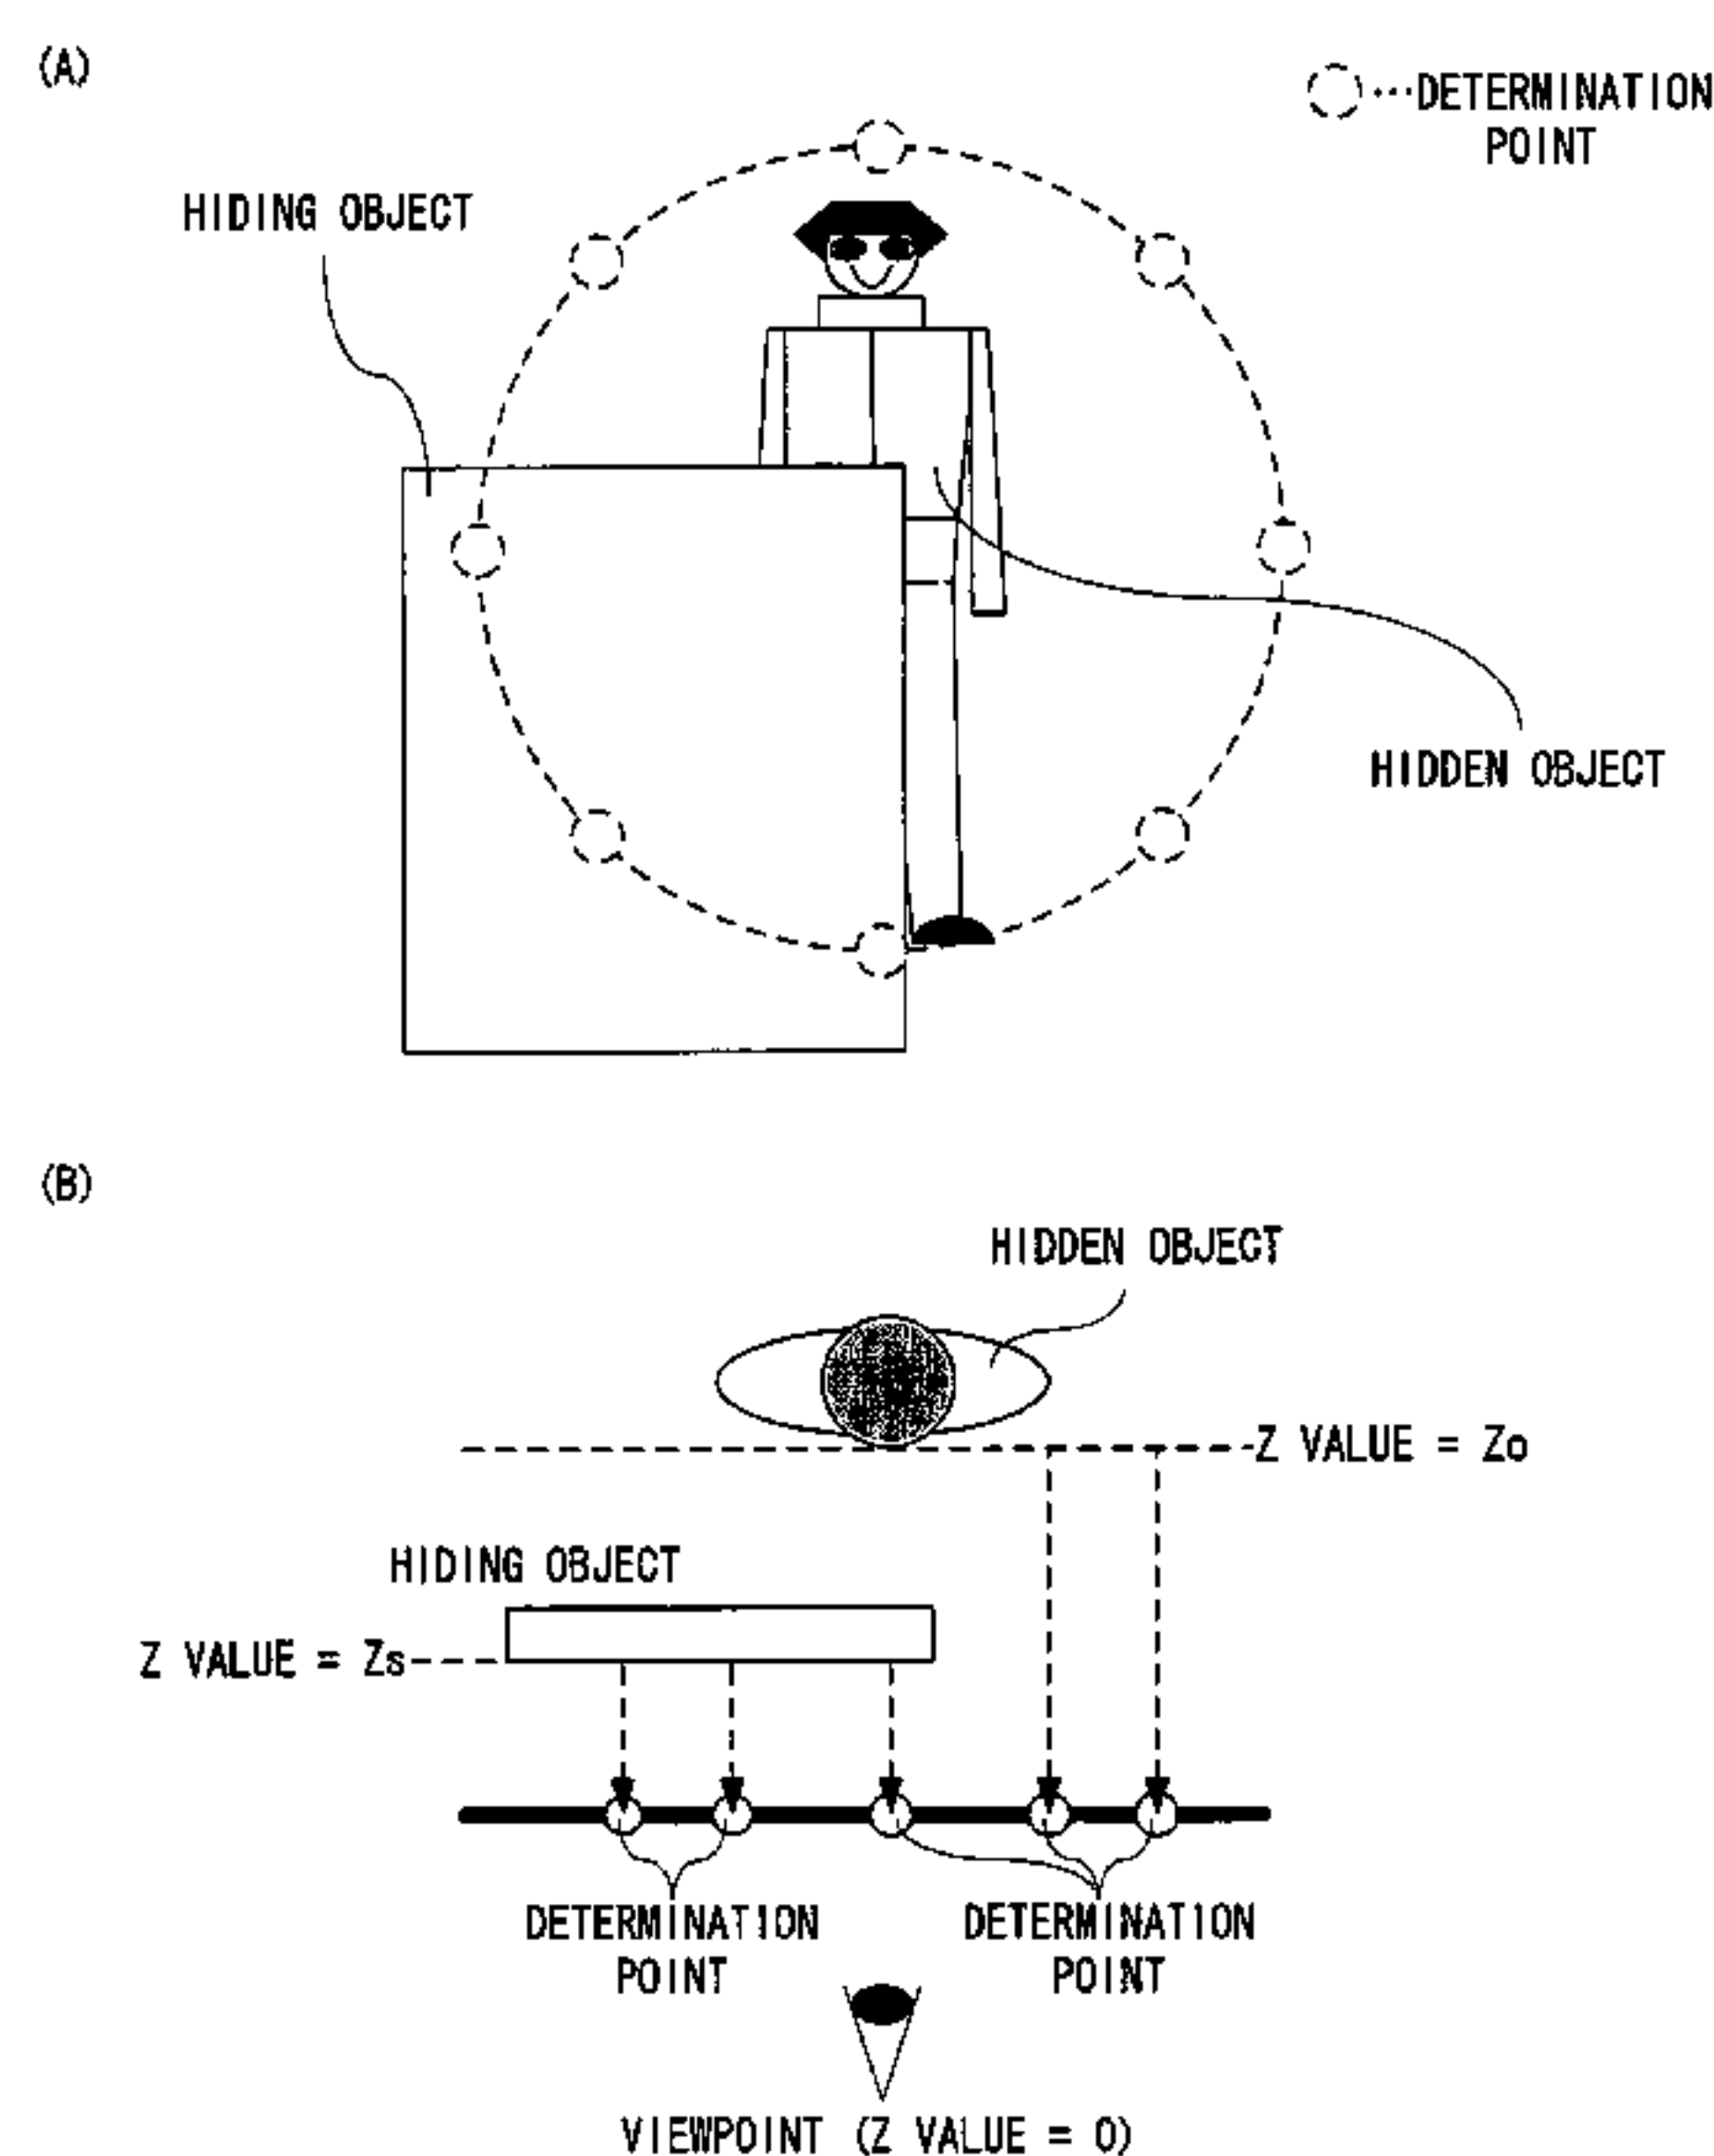 (A)
···DETERMINATION
POINT
HIDING OBJECT
HIDDEN OBJECT
(B)
HIDDEN OBJECT
Z VALUE = Zo
HIDING OBJECT
Z VALUE = Zs
DETERMINATION
POINT
DETERMINATION
POINT
VIEWPOINT (Z VALUE = 0)